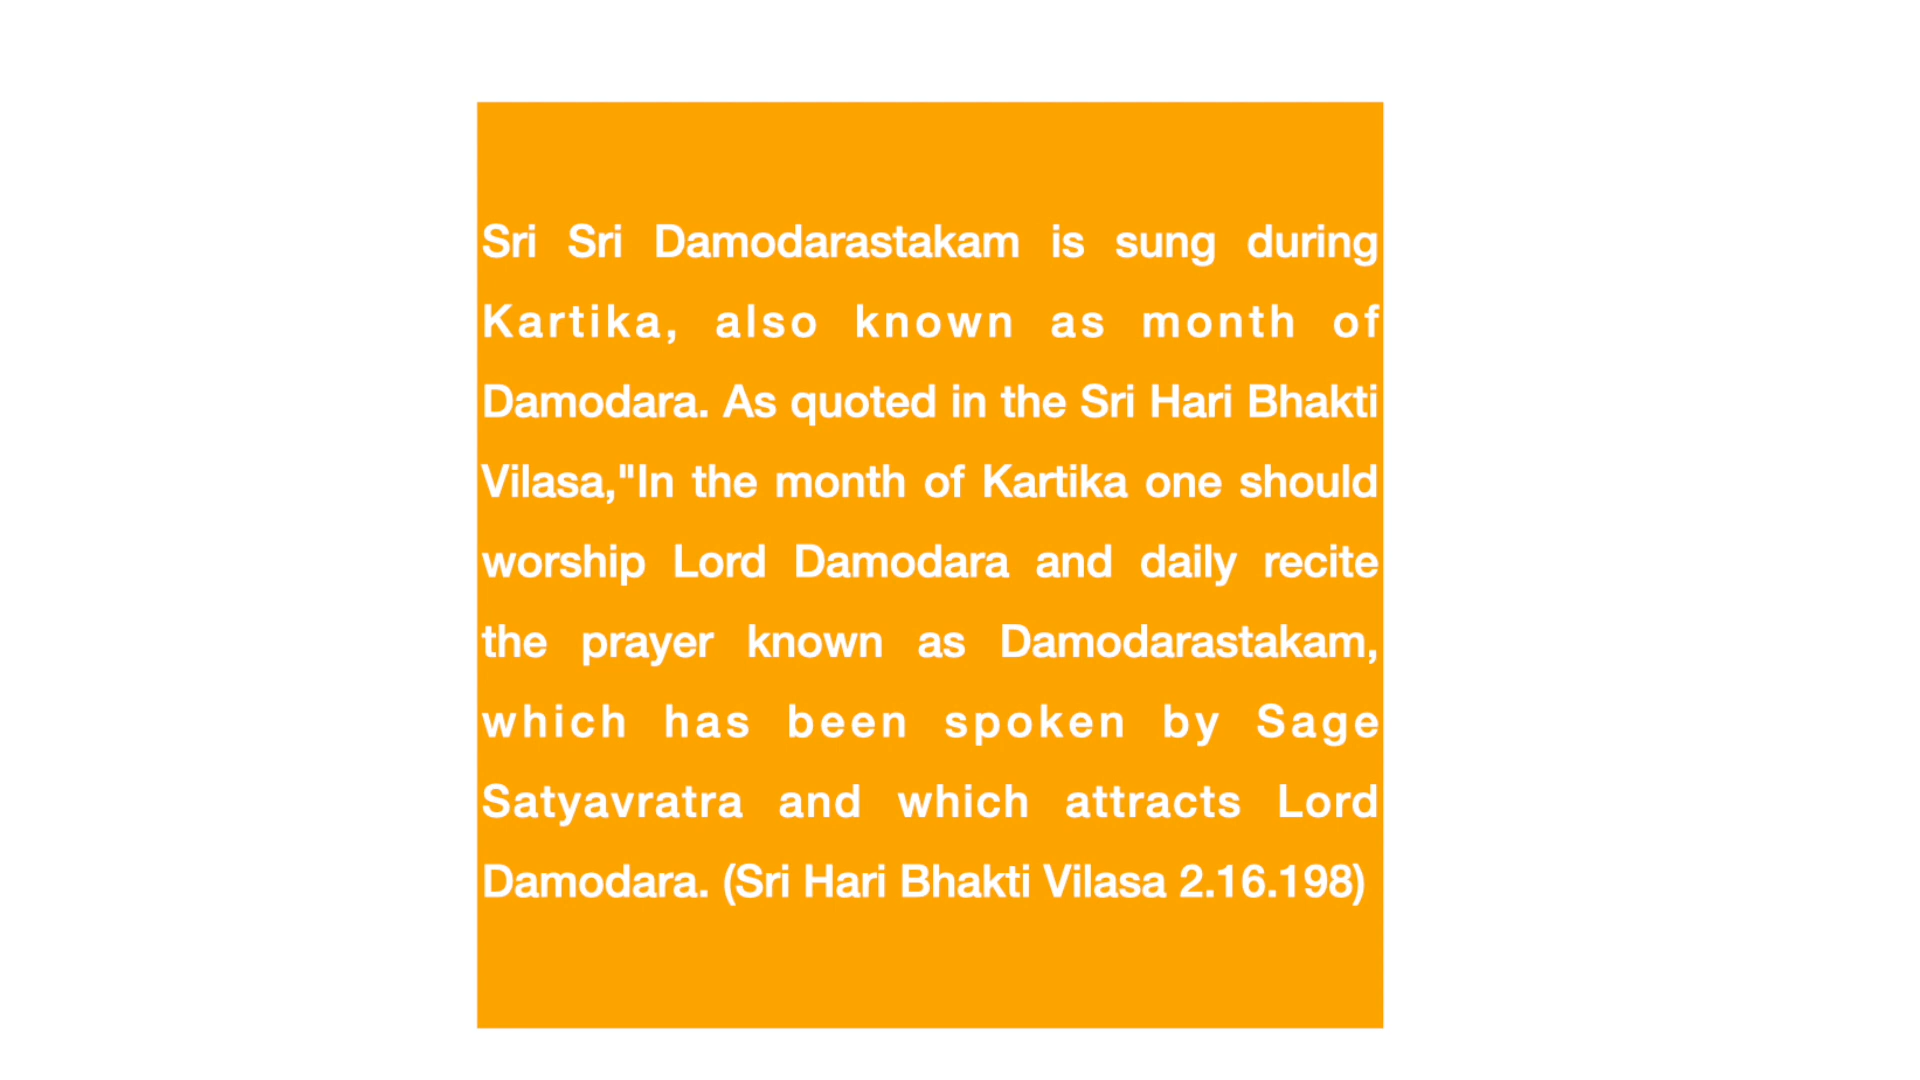 Sri Sri Damodarastakam is sung during
Kartika, also known as month of
Damodara. As quoted in the Sri Hari Bhakti
Vilasa,"In the month of Kartika one should
worship Lord Damodara and daily recite
the prayer known as Damodarastakam,
which has been spoken by Sage
Satyavratra and which attracts Lord
Damodara. (Sri Hari Bhakti Vilasa 2.16.198)